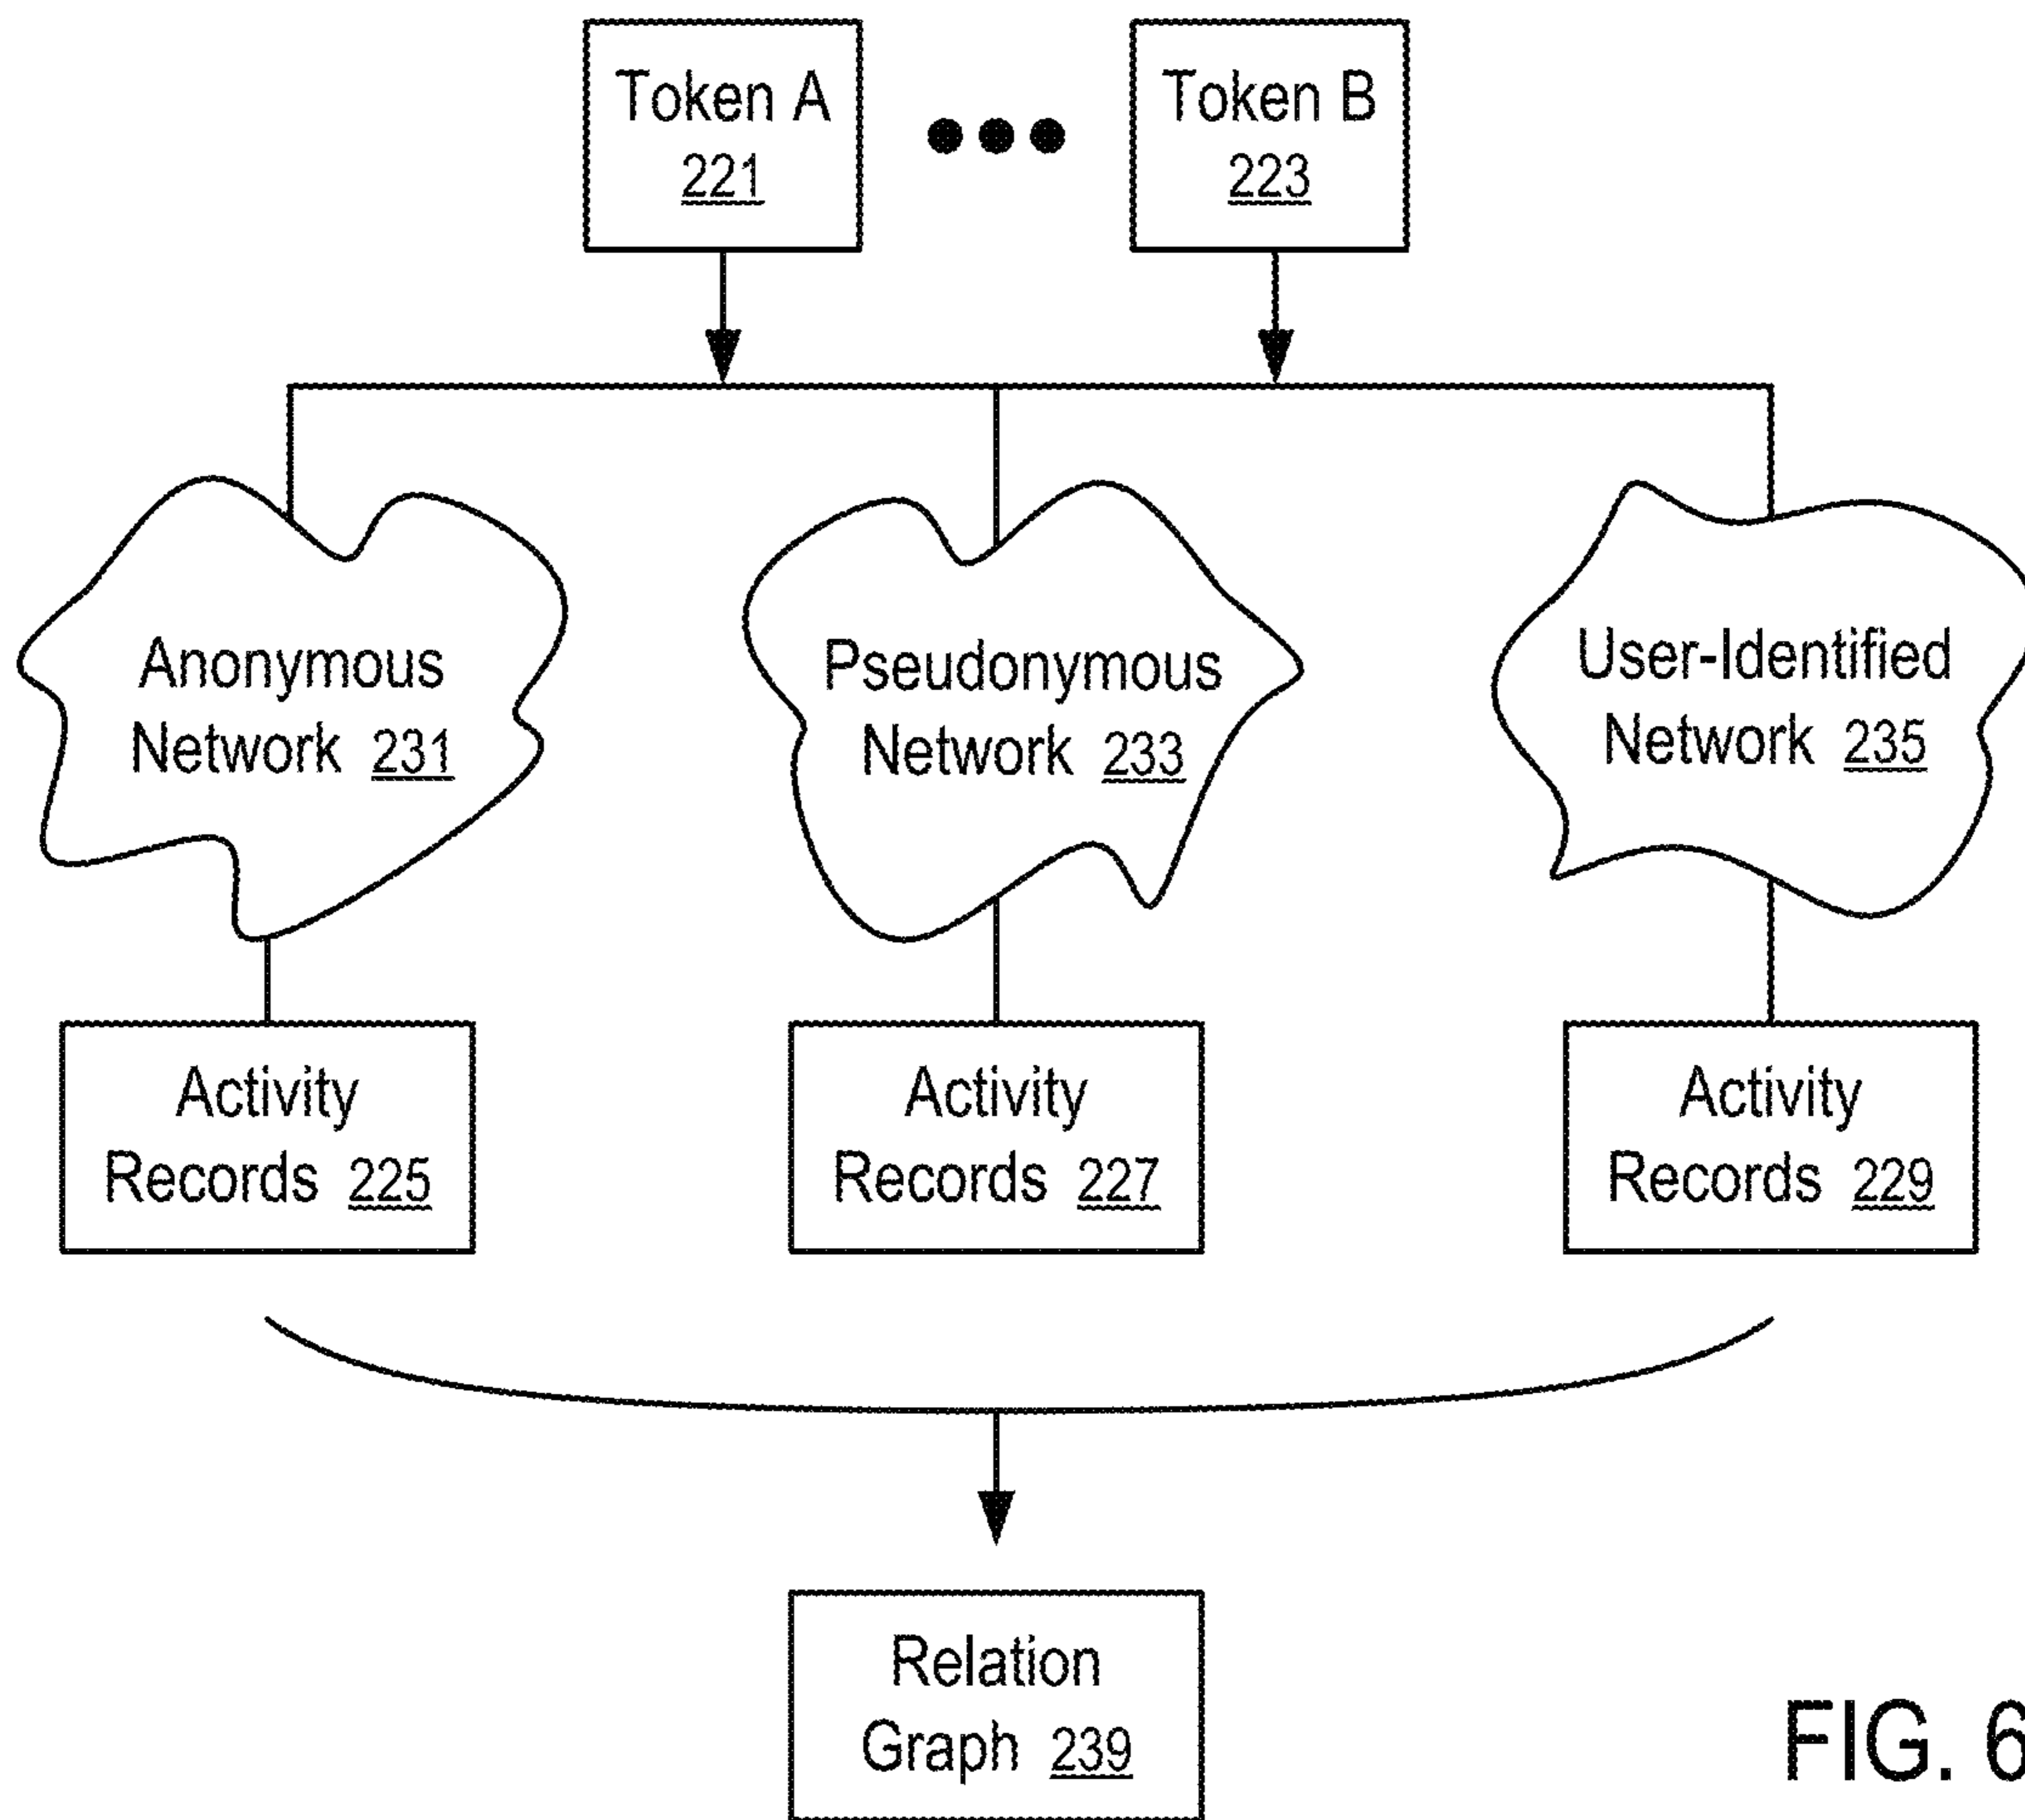 Token A
221
Token B
223
Anonymous
Network 231
Pseudonymous
Network 233
User-Identified
Network 235
Activity
Records 225
Activity
Records 227
Activity
Records 229
Relation
Graph 239
FIG. 6